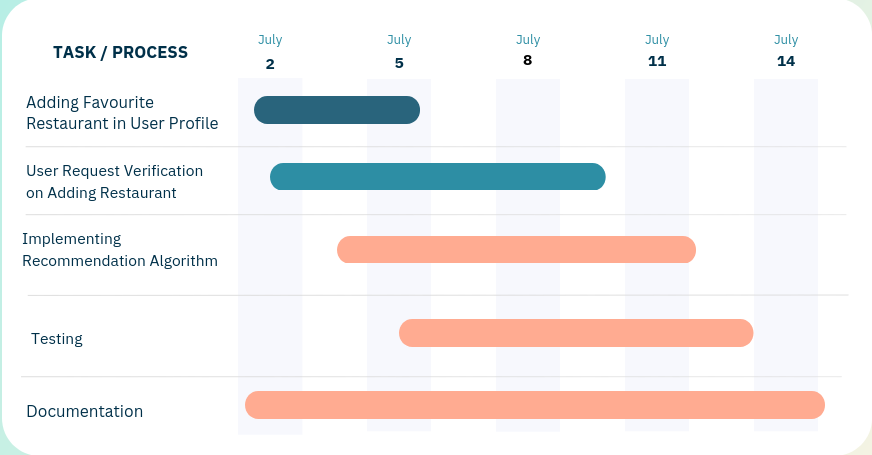 TASK / PROCESS
July July July July July
2 5 8 11 14
Adding Favourite
Restaurant in User Profile
User Request Verification
on Adding Restaurant
Implementing
Recommendation Algorithm
Testing
Documentation